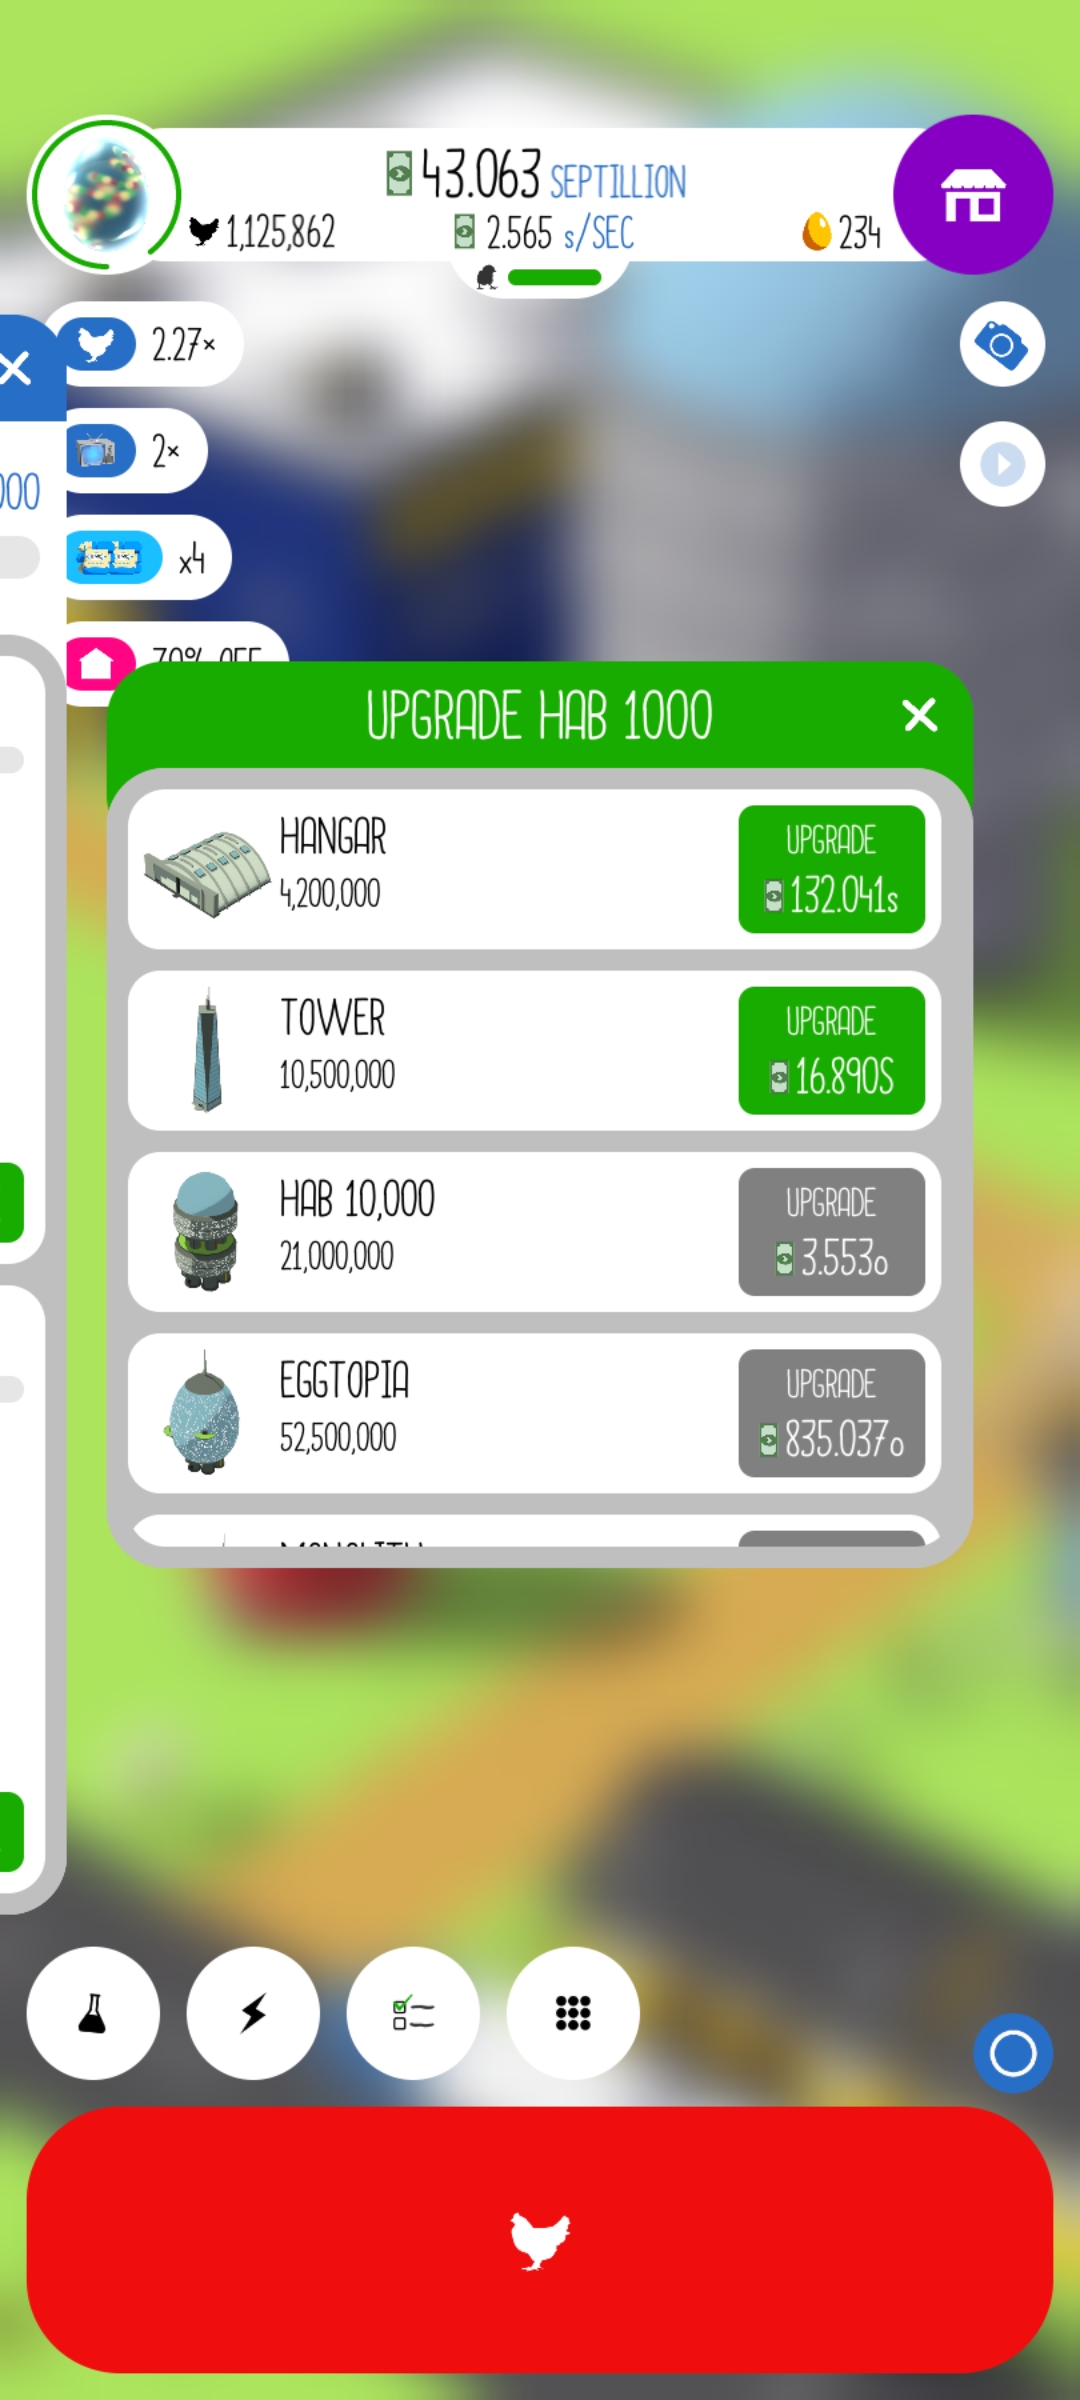 43.063 SEPTILLION
1,125,862
2.565 s/SEC
234
2.27×
2×
000
x4
70% OFF
UPGRADE HAB 1000
HANGAR
4,200,000
UPGRADE
132.041s
TOWER
10,500,000
UPGRADE
16.890S
HAB 10,000
21,000,000
UPGRADE
3.553o
EGGTOPIA
52,500,000
UPGRADE
835.037o
MONOLITH